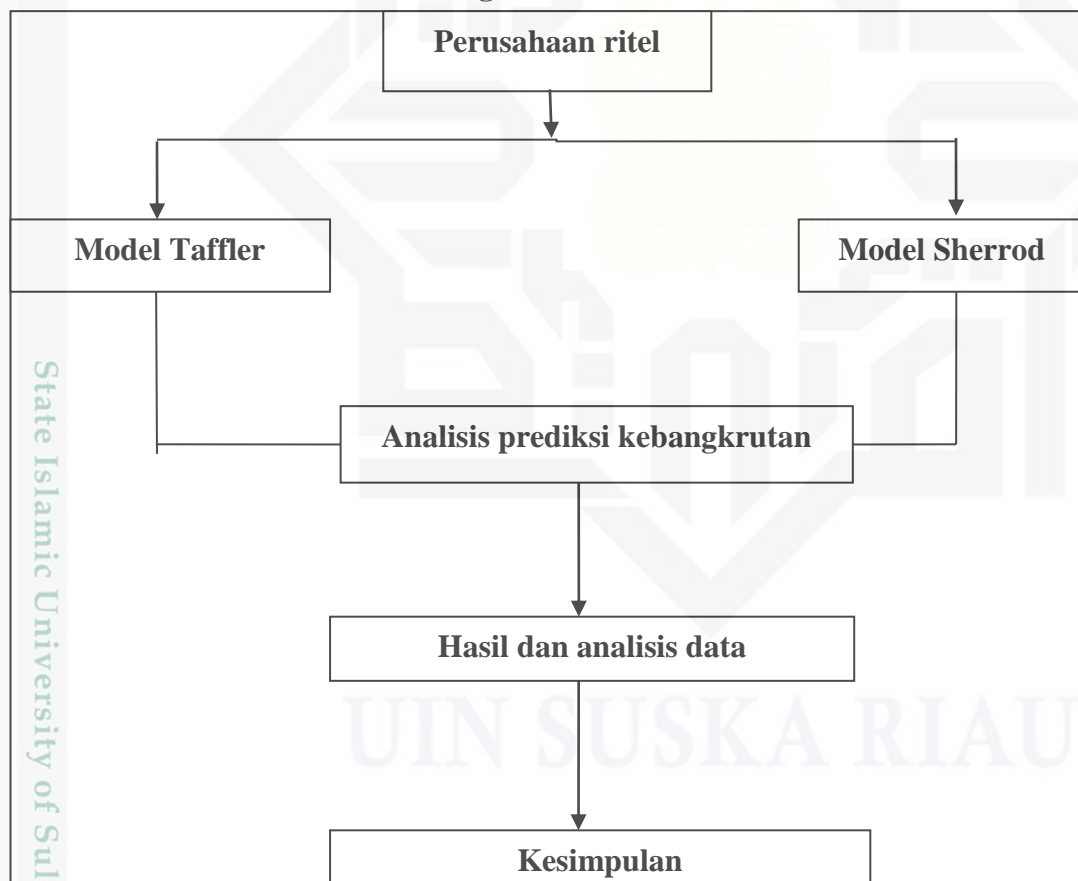 Perusahaan ritel
Model Taffler
Model Sherrod
Analisis prediksi kebangkrutan
Hasil dan analisis data
Kesimpulan
UIN SUSKA RIAU
State Islamic University of Sul